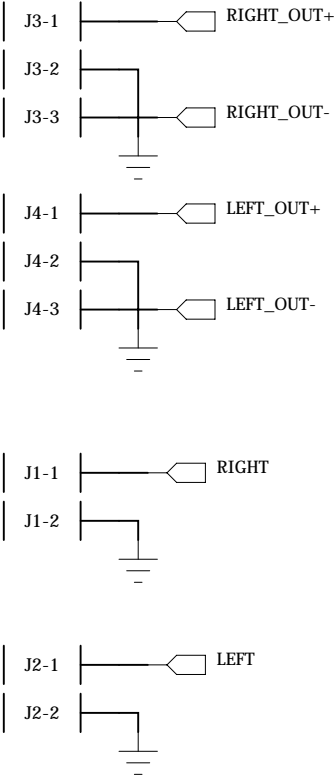 J3-1 RIGHT_OUT+
J3-2
J3-3 RIGHT_OUT-
J4-1 LEFT_OUT+
J4-2
J4-3 LEFT_OUT-
J1-1 RIGHT
J1-2
J2-1 LEFT
J2-2